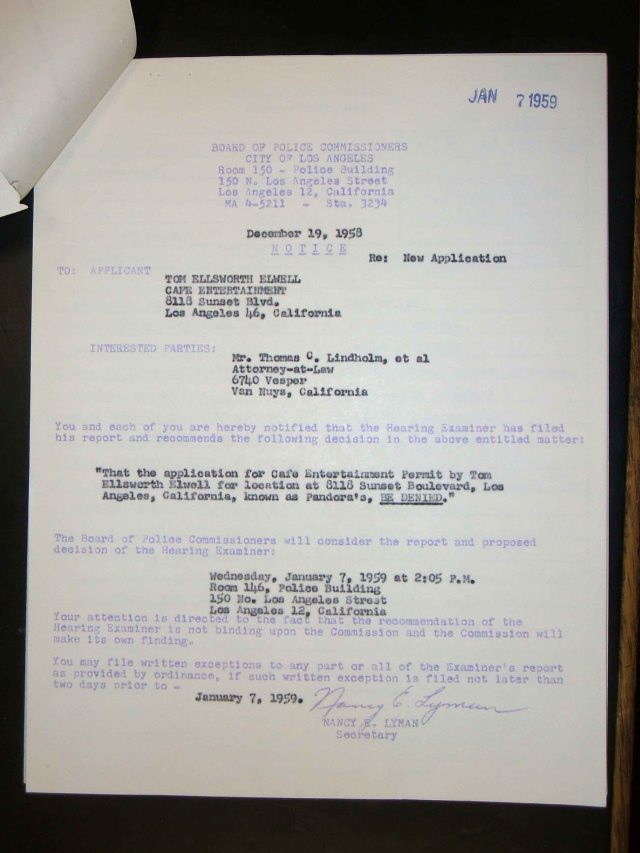 JAN 7 1959
BOARD OF POLICE COMMISSIONERS
CITY OF LOS ANGELES
Room 150 - Police Building
150 N. Los Angeles Street
Los Angeles 12, California
MA 4-5211 - Sta. 3234
December 19, 1958
NOTICE
Re: New Application
TO: APPLICANT
TOM ELLSWORTH ELWELL
CAFE ENTERTAINMENT
8118 Sunset Blvd.
Los Angeles 46, California
INTERESTED PARTIES:
Mr. Thomas C. Lindholm, et al
Attorney-at-Law
6740 Vesper
Van Nuys, California
You and each of you are hereby notified that the Hearing Examiner has filed
his report and recommends the following decision in the above entitled matter:
"That the application for Cafe Entertainment Permit by Tom
Ellsworth Elwell for location at 8118 Sunset Boulevard, Los
Angeles, California, known as Pandora's, BE DENIED."
The Board of Police Commissioners will consider the report and proposed
decision of the Hearing Examiner:
Wednesday, January 7, 1959 at 2:05 P.M.
Room 146, Police Building
150 No. Los Angeles Street
Los Angeles 12, California
Your attention is directed to the fact that the recommendation of the
Hearing Examiner is not binding upon the Commission and the Commission will
make its own finding.
You may file written exceptions to any part or all of the Examiner's report
as provided by ordinance, if such written exception is filed not later than
two days prior to -
January 7, 1959.
Nancy E. Lyman
NANCY E. LYMAN
Secretary